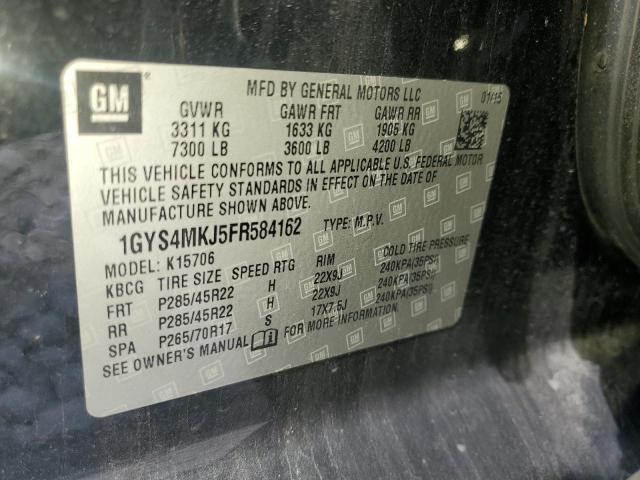 GM
MFD BY GENERAL MOTORS LLC
01/15
GVWR GAWR FRT GAWR RR
3311 KG 1633 KG 1905 KG
7300 LB 3600 LB 4200 LB
THIS VEHICLE CONFORMS TO ALL APPLICABLE U.S. FEDERAL MOTOR
VEHICLE SAFETY STANDARDS IN EFFECT ON THE DATE OF
MANUFACTURE SHOWN ABOVE.
1GYS4MKJ5FR584162 TYPE: M.P.V.
MODEL: K15706
KBCG TIRE SIZE SPEED RTG RIM COLD TIRE PRESSURE
FRT P285/45R22 H 22X9J 240KPA(35PSI)
RR P285/45R22 H 22X9J 240KPA(35PSI)
SPA P265/70R17 S 17X7.5J 240KPA(35PSI)
SEE OWNER'S MANUAL FOR MORE INFORMATION.